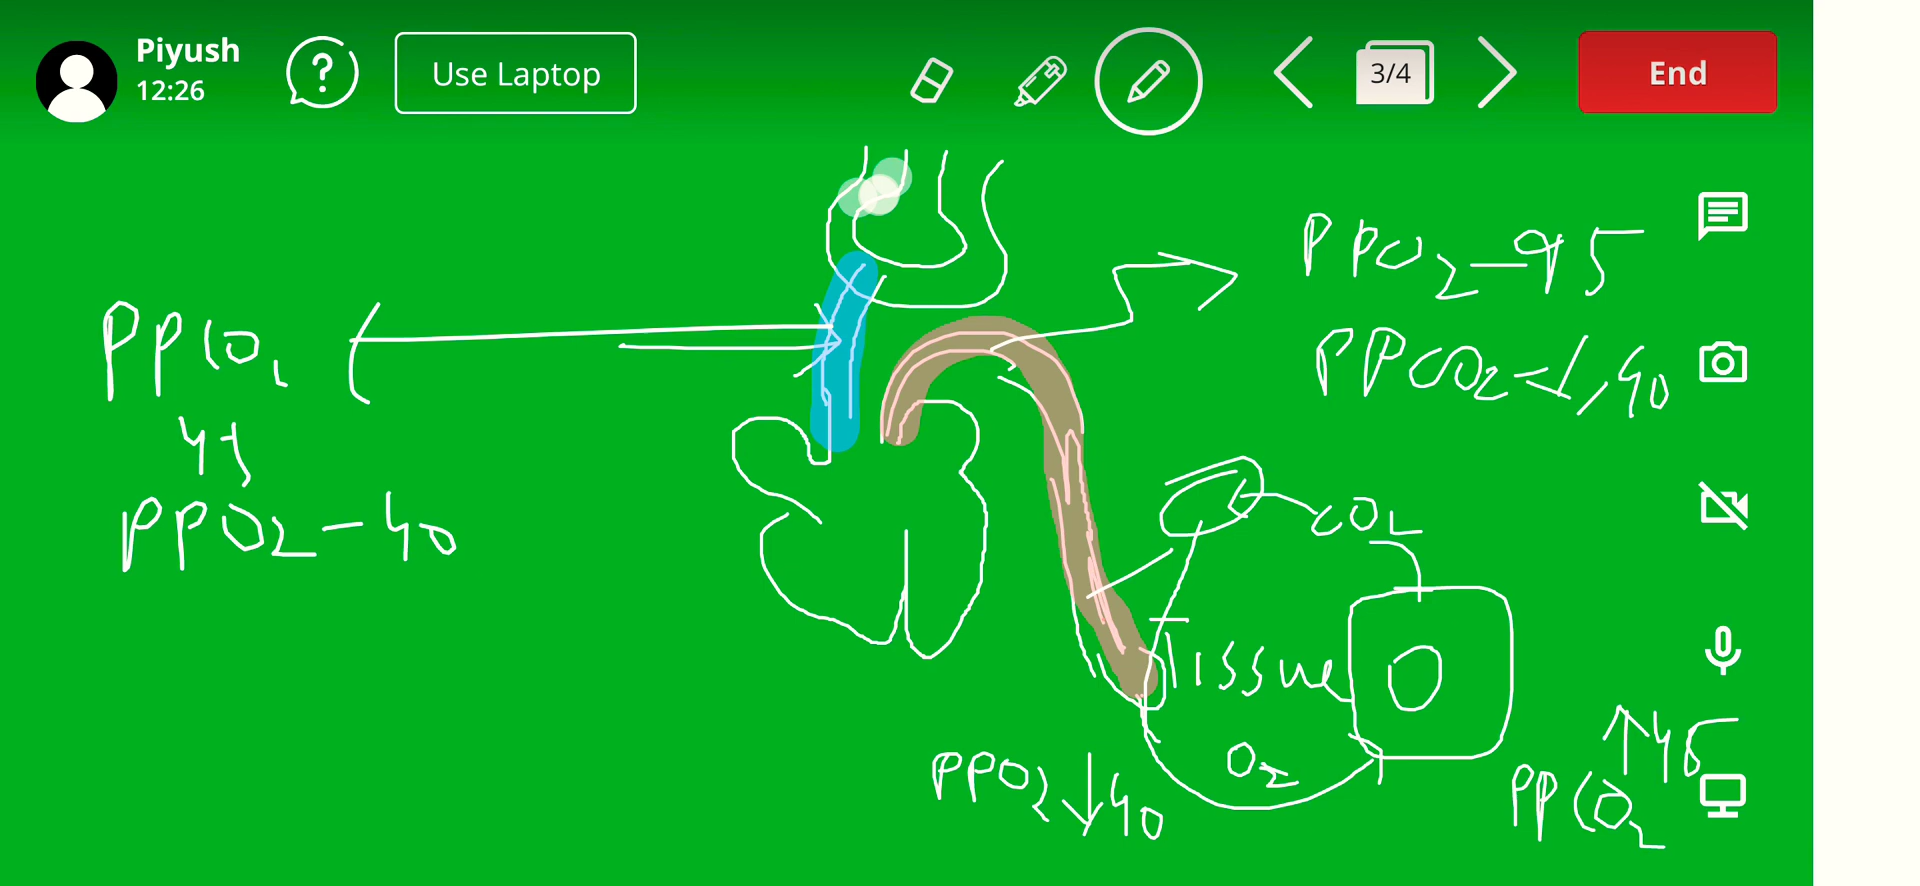 Piyush
12:26
?
Use Laptop
3/4
End
PPO2-95
PPCO2-
40
PPCO2
45
PPO2-40
CO2
Tissue
O2
PPO2↓40
↑45
PPCO2